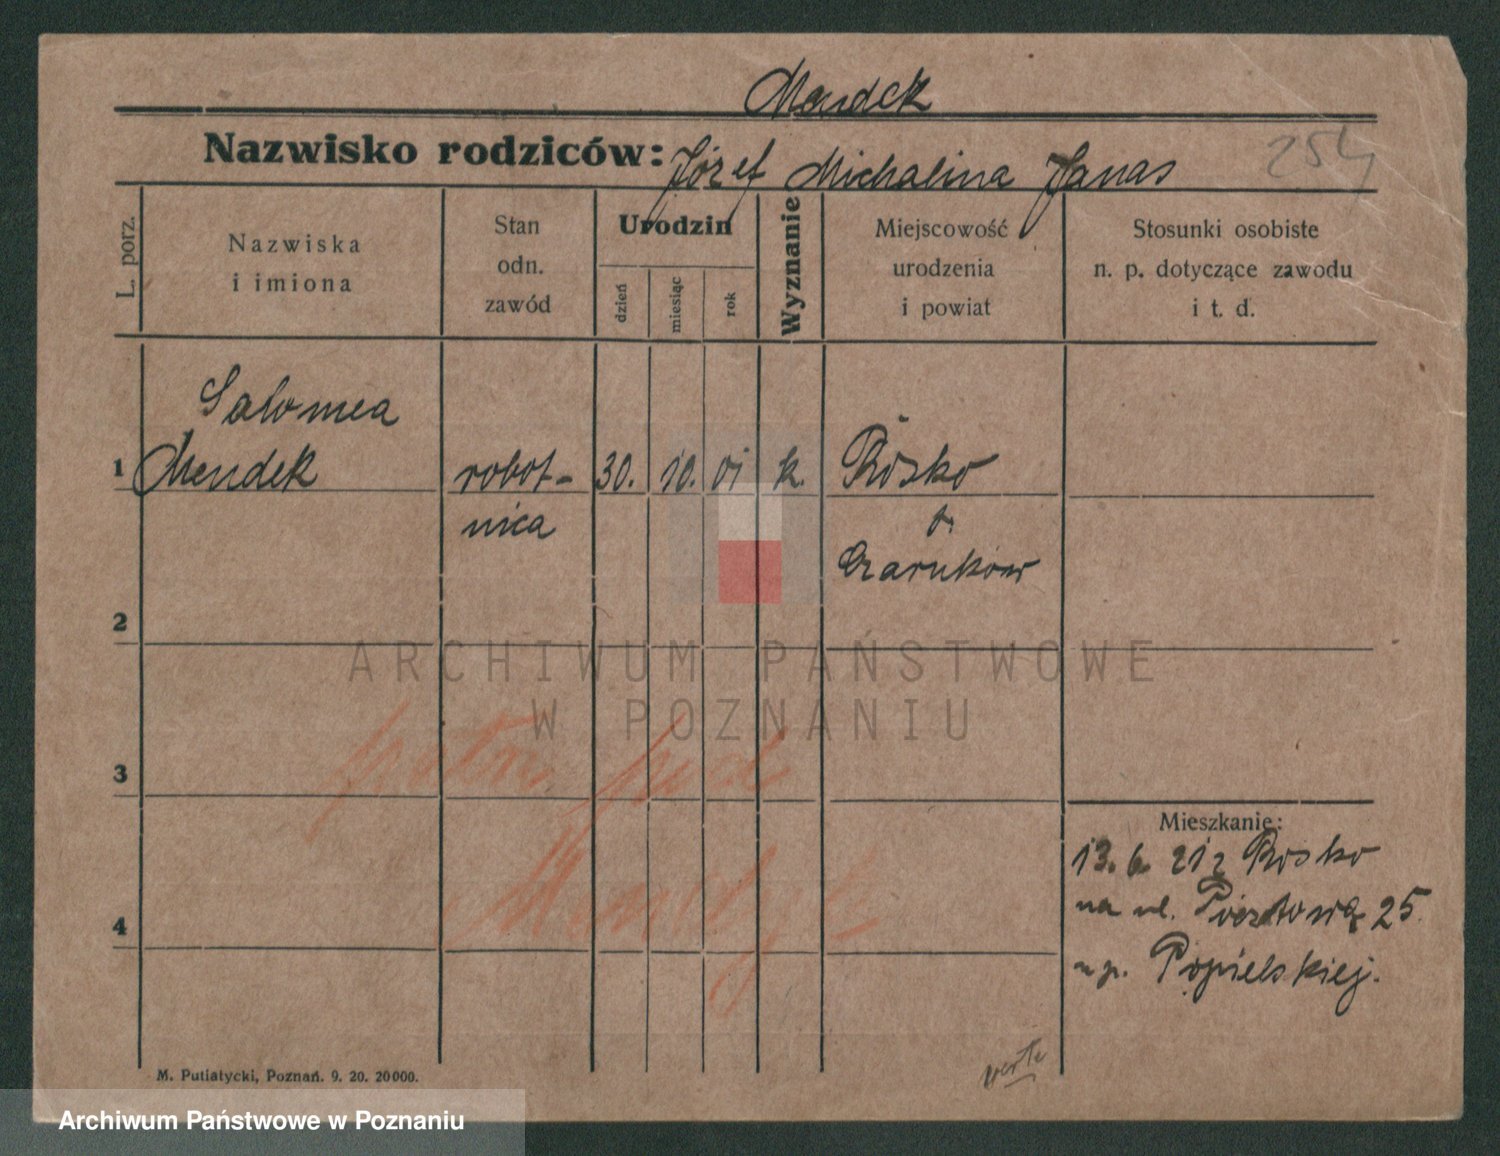 Mendek
Nazwisko rodziców: Józef Michalina Janas
254
L. porz.
Nazwiska
i imiona
Stan
odn.
zawód
Urodzin
dzień
miesiąc
rok
Wyznanie
Miejscowość
urodzenia
i powiat
Stosunki osobiste
n. p. dotyczące zawodu
i t. d.
Salomea
1 Mendek robot- 30. 10. 01 k. Rosko
nica
Czarnków
2
ARCHIWUM PAŃSTWOWE
W POZNANIU
3
4
Mieszkanie:
13. 6. 21 z Rosko
na ul. Pocztową 25
Popielskiej.
verte
M. Putiatycki, Poznań. 9. 20. 20000.
Archiwum Państwowe w Poznaniu